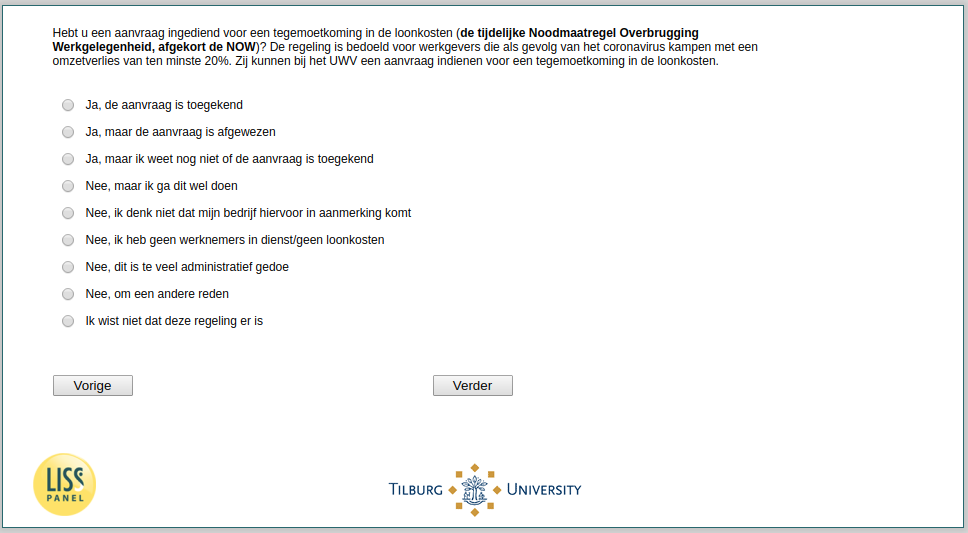 Hebt u een aanvraag ingediend voor een tegemoetkoming in de loonkosten (de tijdelijke Noodmaatregel Overbrugging
Werkgelegenheid, afgekort de NOW)? De regeling is bedoeld voor werkgevers die als gevolg van het coronavirus kampen met een
omzetverlies van ten minste 20%. Zij kunnen bij het UWV een aanvraag indienen voor een tegemoetkoming in de loonkosten.
Ja, de aanvraag is toegekend
Ja, maar de aanvraag is afgewezen
Ja, maar ik weet nog niet of de aanvraag is toegekend
Nee, maar ik ga dit wel doen
Nee, ik denk niet dat mijn bedrijf hiervoor in aanmerking komt
Nee, ik heb geen werknemers in dienst/geen loonkosten
Nee, dit is te veel administratief gedoe
Nee, om een andere reden
Ik wist niet dat deze regeling er is
Vorige
Verder
LISS
PANEL
TILBURG UNIVERSITY